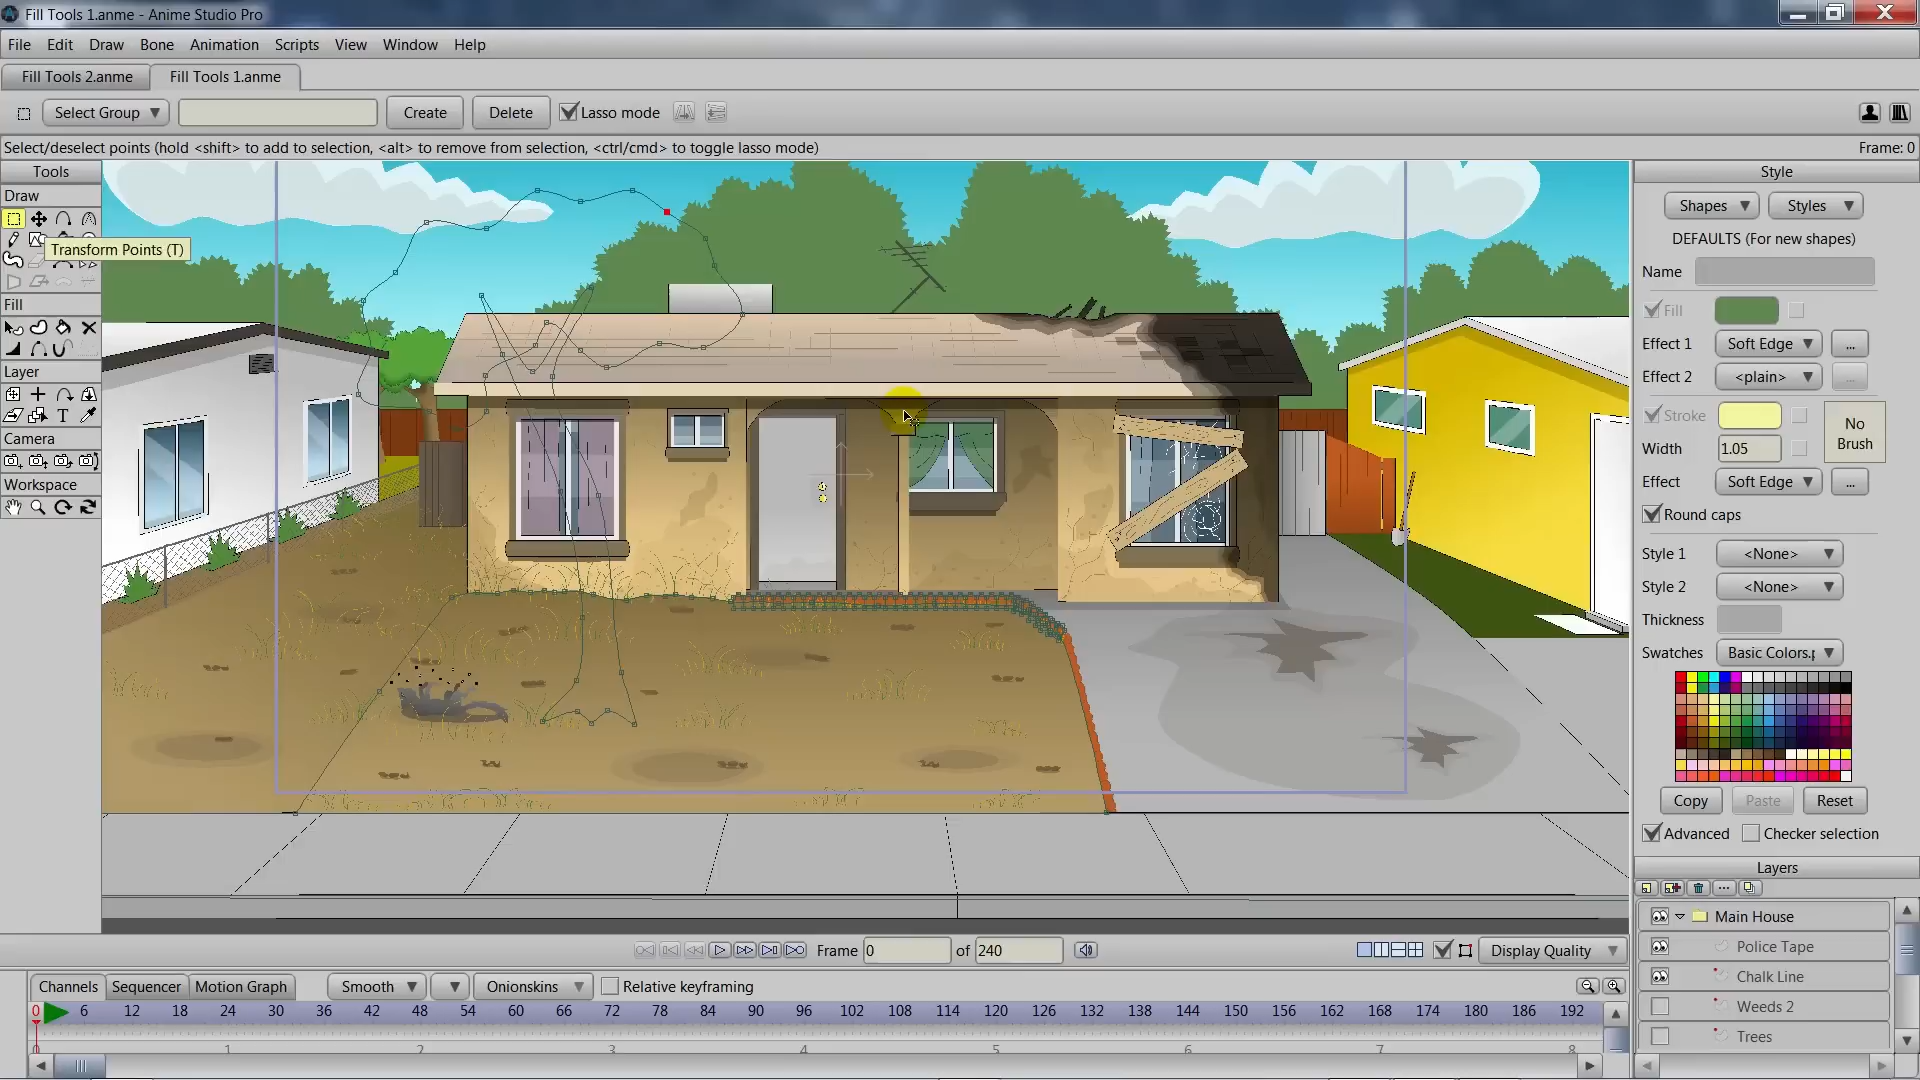 Fill Tools 1.anme - Anime Studio Pro
File Edit Draw Bone Animation Scripts View Window Help
Fill Tools 2.anme Fill Tools 1.anme
Select Group Create Delete Lasso mode
Select/deselect points (hold <shift> to add to selection, <alt> to remove from selection, <ctrl/cmd> to toggle lasso mode) Frame: 0
Tools
Draw
Transform Points (T)
Fill
Layer
Camera
Workspace
Style
Shapes Styles
DEFAULTS (For new shapes)
Name
Fill
Effect 1 Soft Edge ...
Effect 2 <plain> ...
Stroke
No Brush
Width 1.05
Effect Soft Edge ...
Round caps
Style 1 <None>
Style 2 <None>
Thickness
Swatches Basic Colors.p
Copy Paste Reset
Advanced Checker selection
Layers
Main House
Police Tape
Chalk Line
Weeds 2
Trees
Frame 0 of 240 Display Quality
Channels Sequencer Motion Graph Smooth Onionskins Relative keyframing
0 6 12 18 24 30 36 42 48 54 60 66 72 78 84 90 96 102 108 114 120 126 132 138 144 150 156 162 168 174 180 186 192
0 1 2 3 4 5 6 7 8